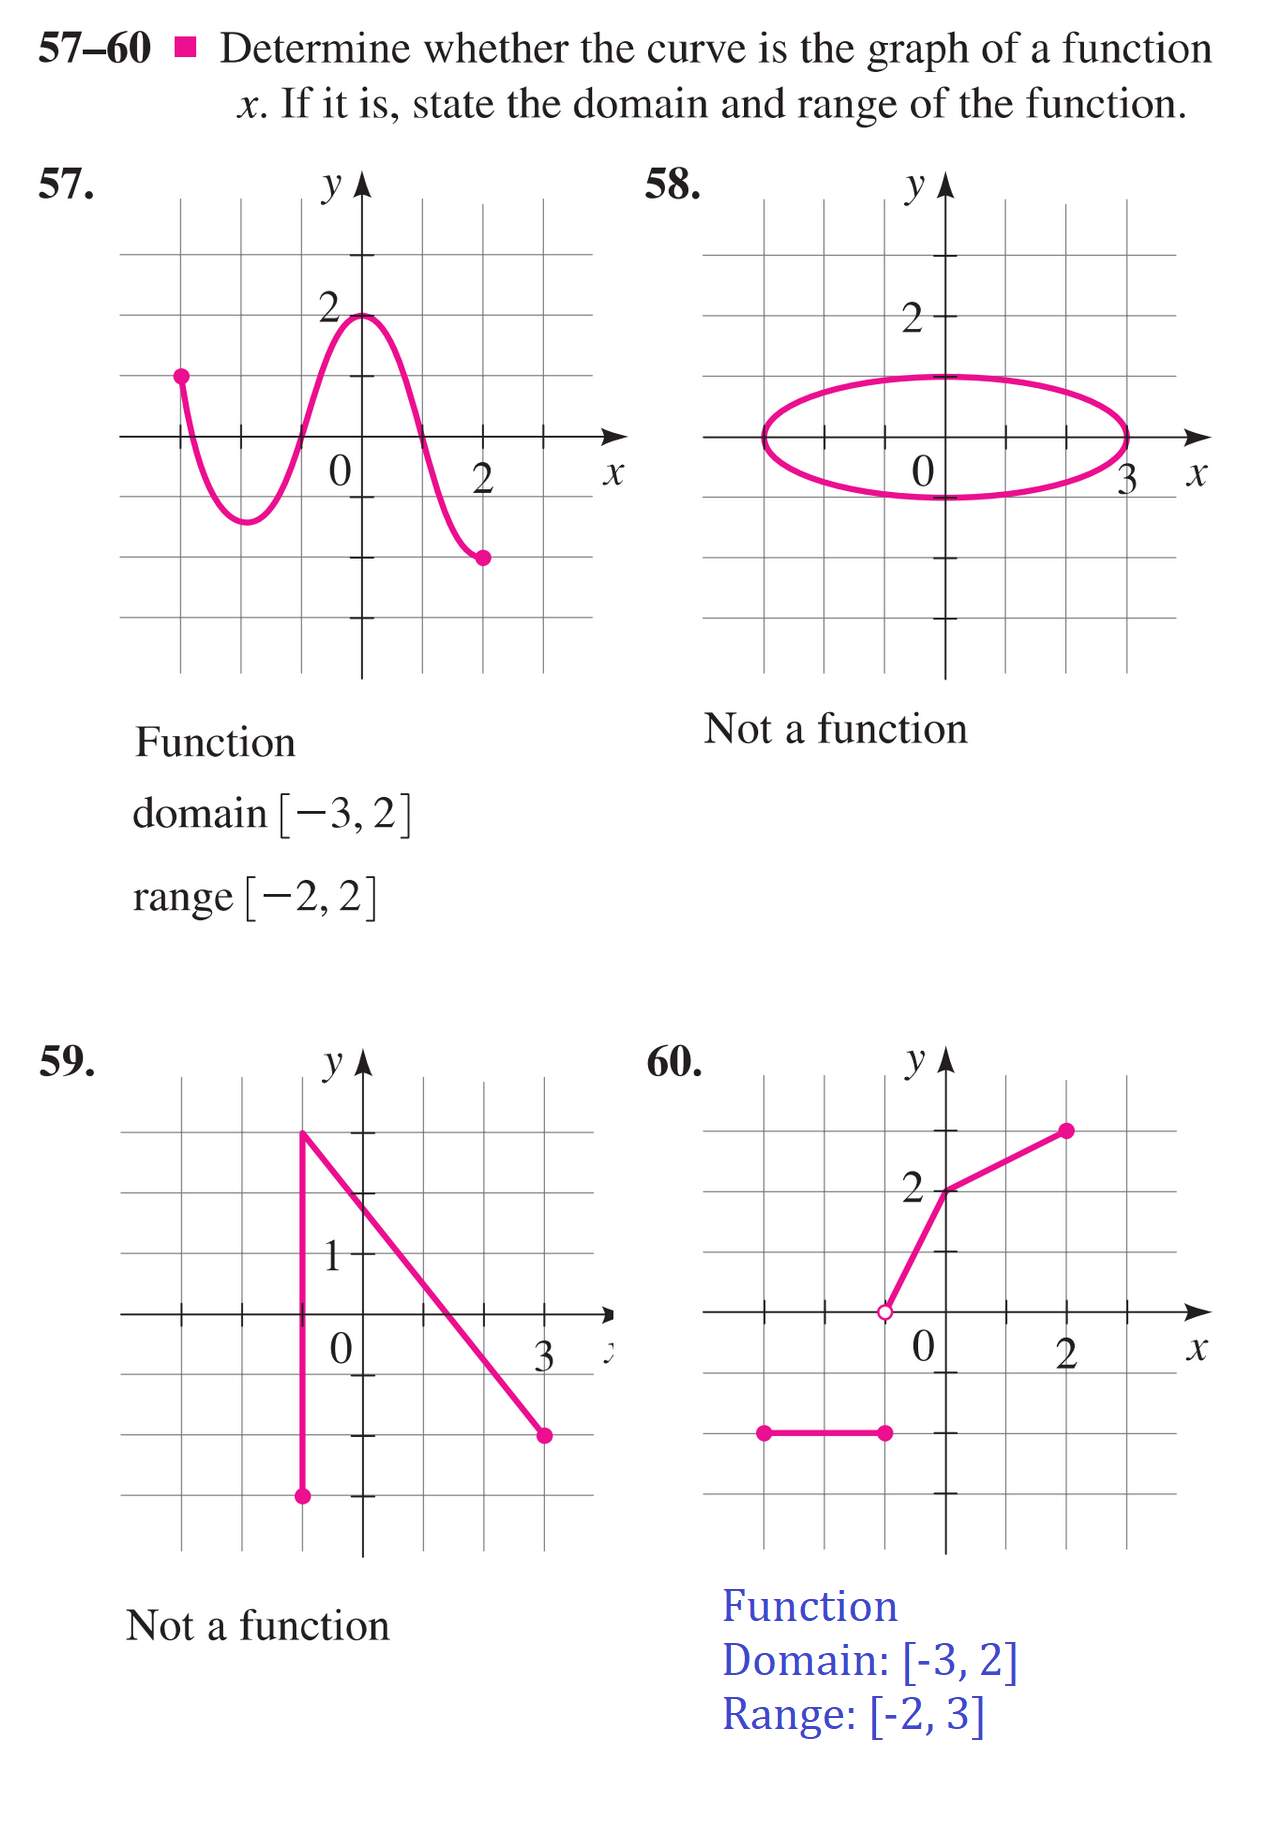 57–60 ■ Determine whether the curve is the graph of a function
x. If it is, state the domain and range of the function.
57.
y
2
0
2
x
58.
y
2
0
3
x
Function
domain [−3, 2]
range [−2, 2]
Not a function
59.
y
1
0
3
60.
y
2
0
2
x
Not a function
Function
Domain: [-3, 2]
Range: [-2, 3]